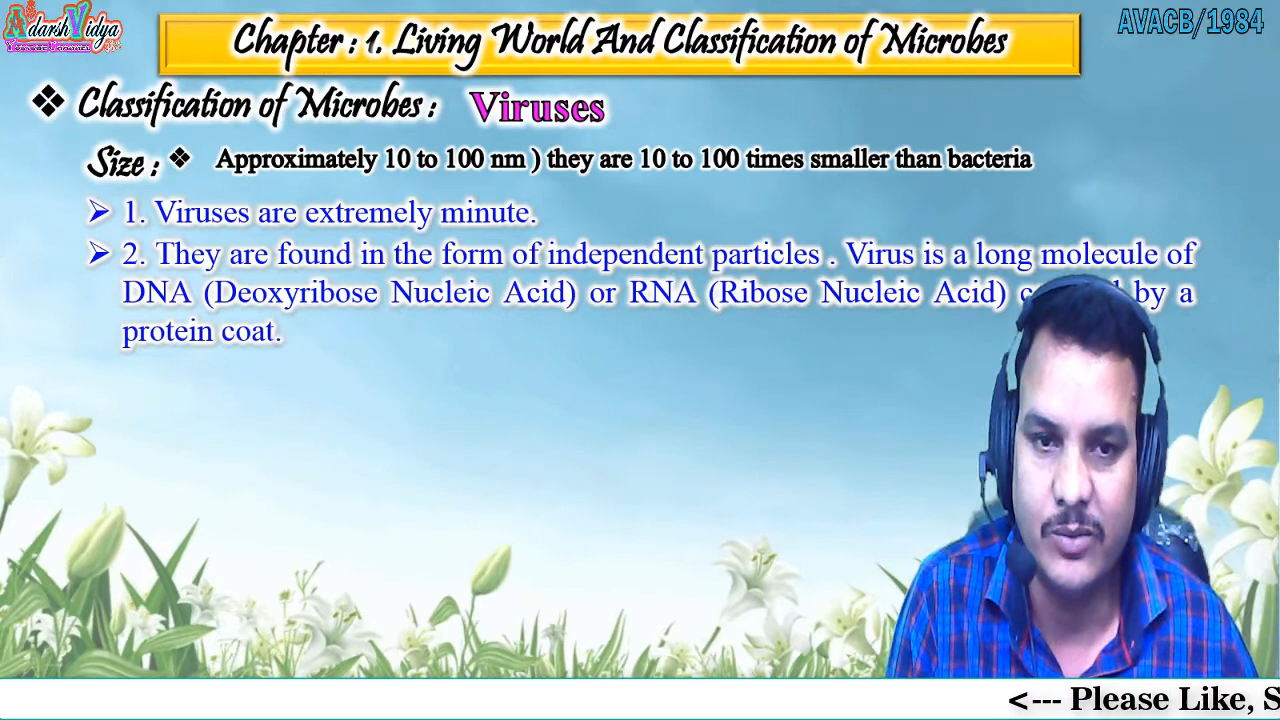 Adarsh Vidya
AVACB/1984
Chapter : 1. Living World And Classification of Microbes
❖ Classification of Microbes : Viruses
Size : ❖ Approximately 10 to 100 nm ) they are 10 to 100 times smaller than bacteria
➢ 1. Viruses are extremely minute.
➢ 2. They are found in the form of independent particles . Virus is a long molecule of
DNA (Deoxyribose Nucleic Acid) or RNA (Ribose Nucleic Acid) by a
protein coat.
<--- Please Like, S